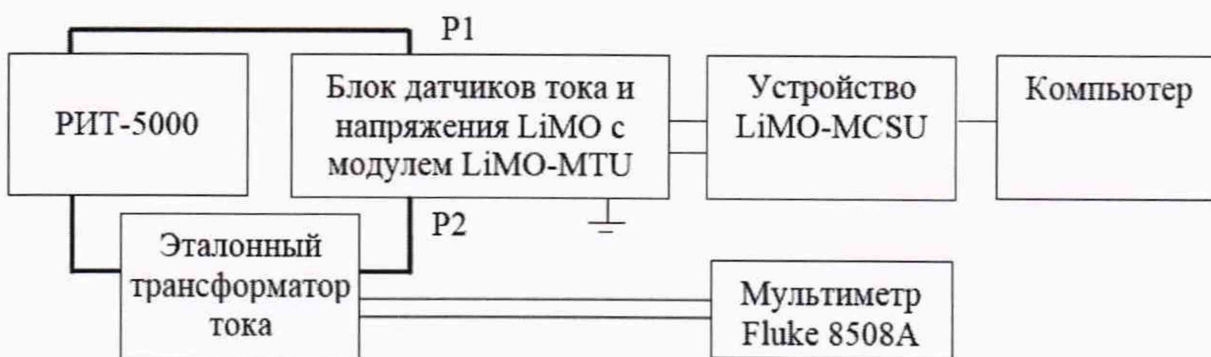 P1
РИТ-5000
Блок датчиков тока и
напряжения LiMO с
модулем LiMO-MTU
Устройство
LiMO-MCSU
Компьютер
P2
Эталонный
трансформатор
тока
Мультиметр
Fluke 8508A